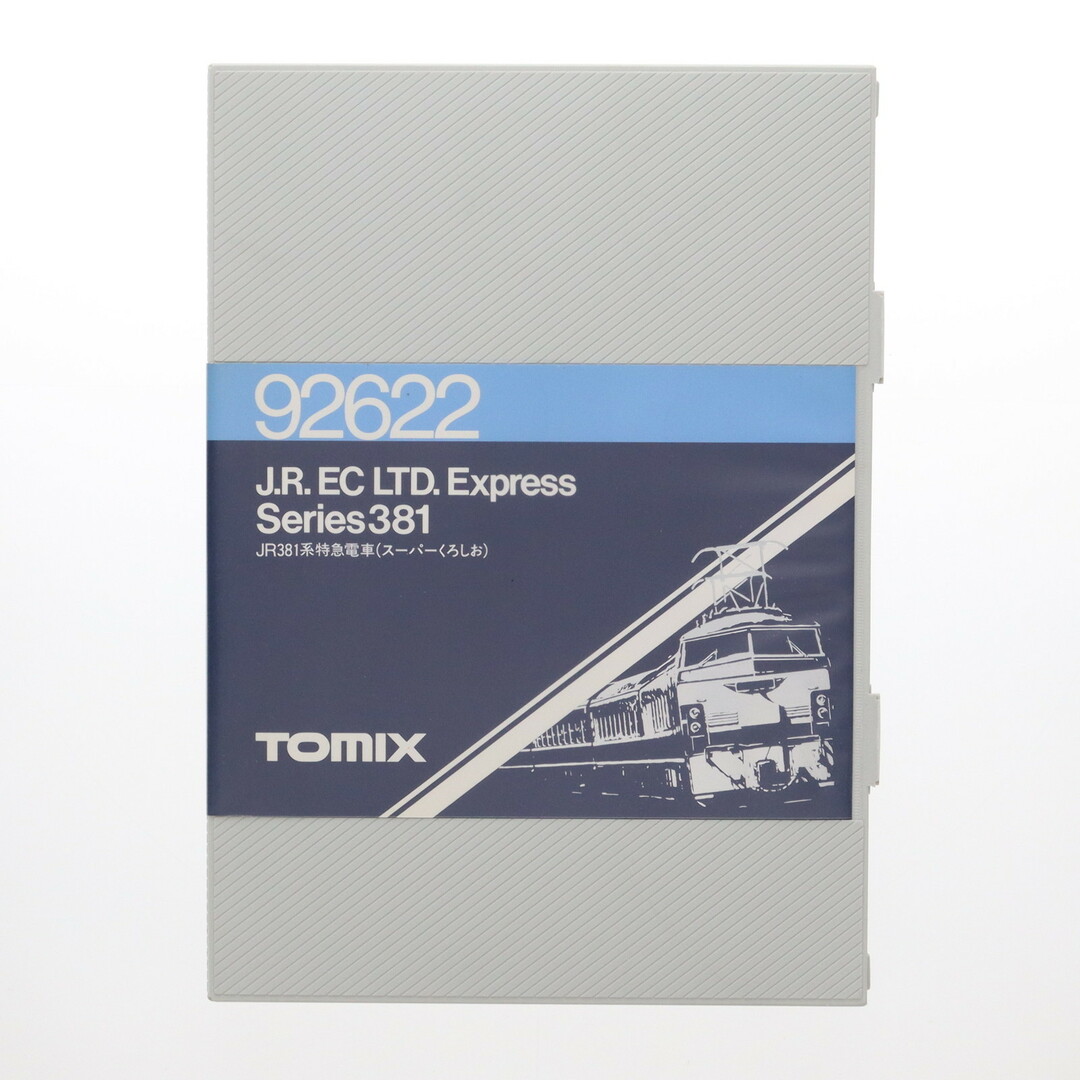 92622
J.R. EC LTD. Express
Series 381
JR381系特急電車(スーパーくろしお)
TOMIX